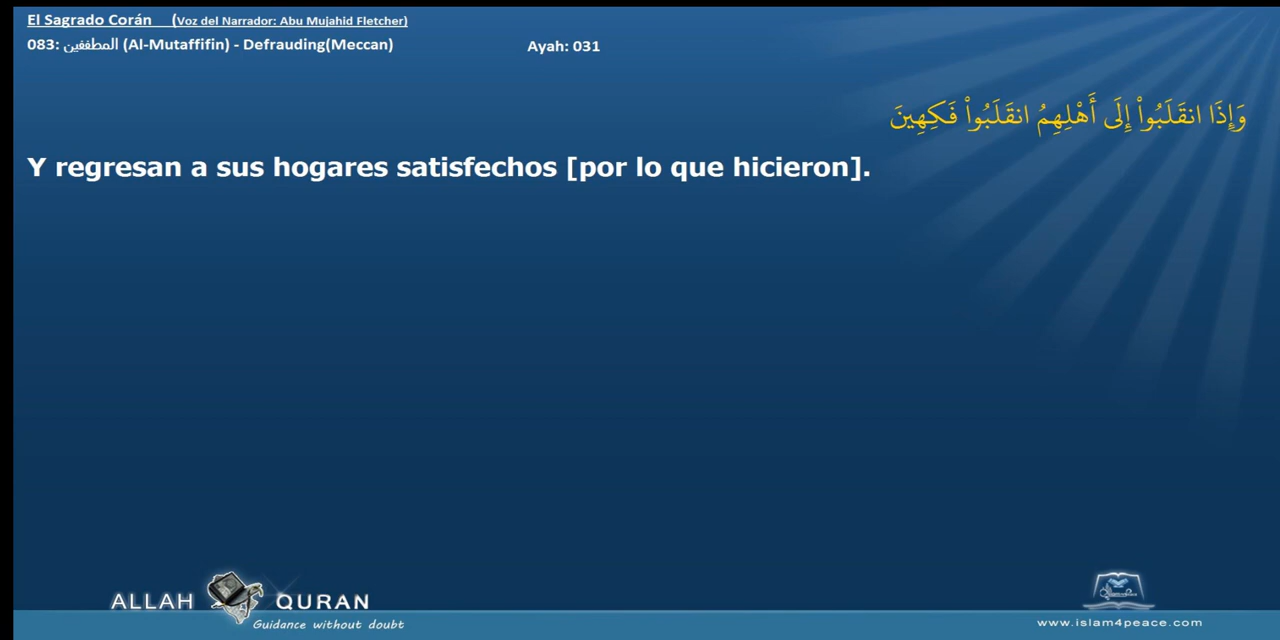 El Sagrado Corán (Voz del Narrador: Abu Mujahid Fletcher)
083: المطففين (Al-Mutaffifin) - Defrauding(Meccan) Ayah: 031
وَإِذَا انقَلَبُواْ إِلَى أَهْلِهِمُ انقَلَبُواْ فَكِهِينَ
Y regresan a sus hogares satisfechos [por lo que hicieron].
ALLAH QURAN
Guidance without doubt
www.islam4peace.com